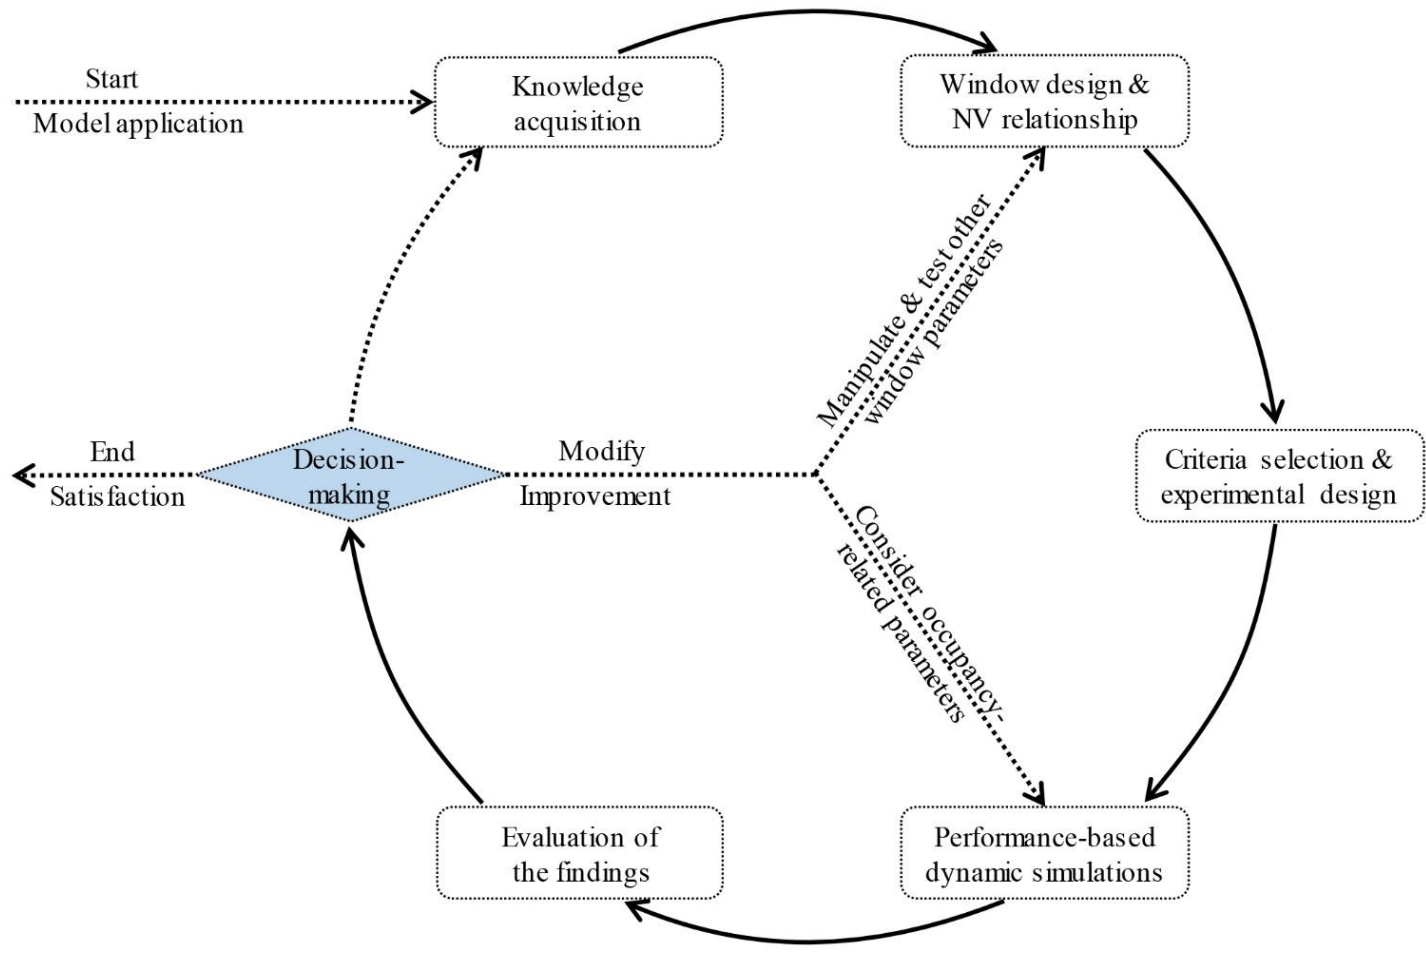 Start
Model application
Knowledge
acquisition
Window design &
NV relationship
Manipulate & test other
window parameters
End
Satisfaction
Decision-
making
Modify
Improvement
Criteria selection &
experimental design
Consider occupancy-
related parameters
Evaluation of
the findings
Performance-based
dynamic simulations